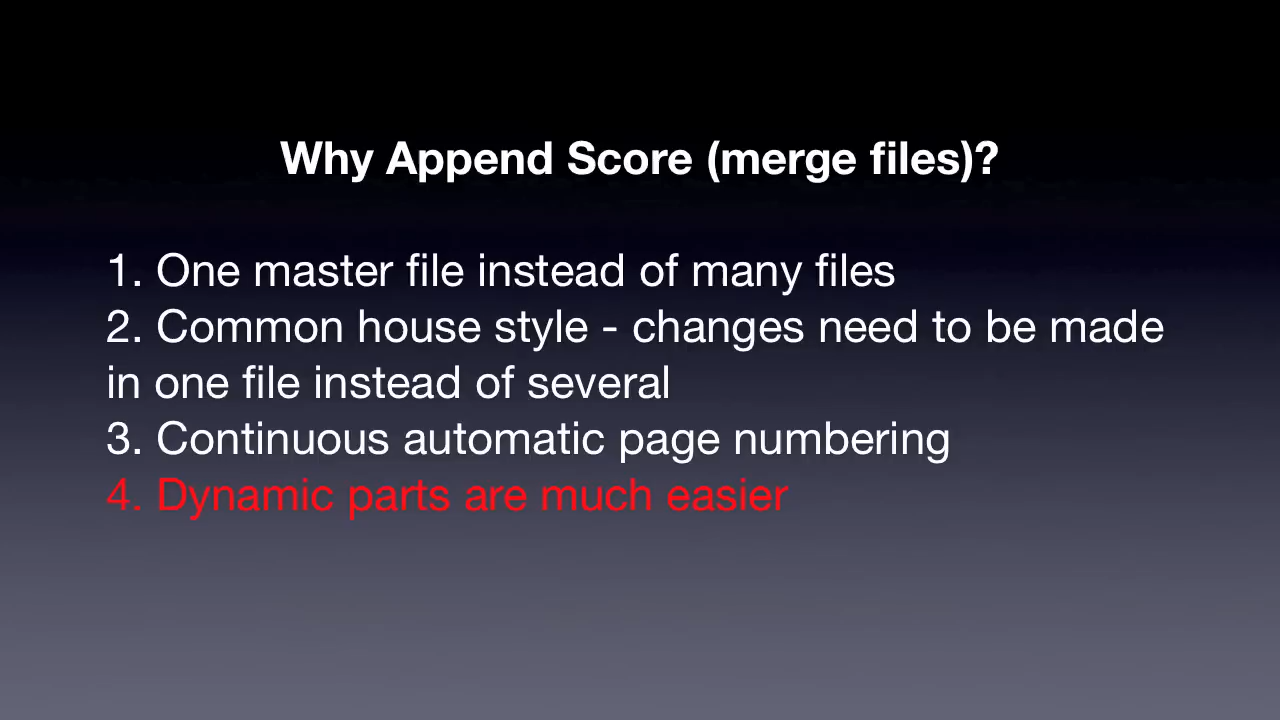 Why Append Score (merge files)?
1. One master file instead of many files
2. Common house style - changes need to be made
in one file instead of several
3. Continuous automatic page numbering
4. Dynamic parts are much easier